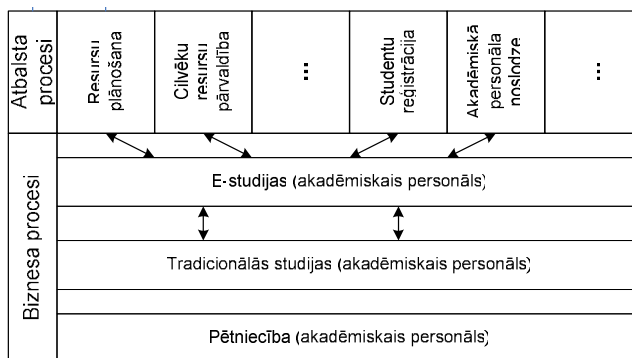 Atbalsta
procesi
Resursu
plānošana
Cilvēku
resursu
pārvaldība
...
Studentu
reģistrācija
Akadēmiskā
personāla
noslodze
...
Biznesa procesi
E-studijas (akadēmiskais personāls)
Tradicionālās studijas (akadēmiskais personāls)
Pētniecība (akadēmiskais personāls)